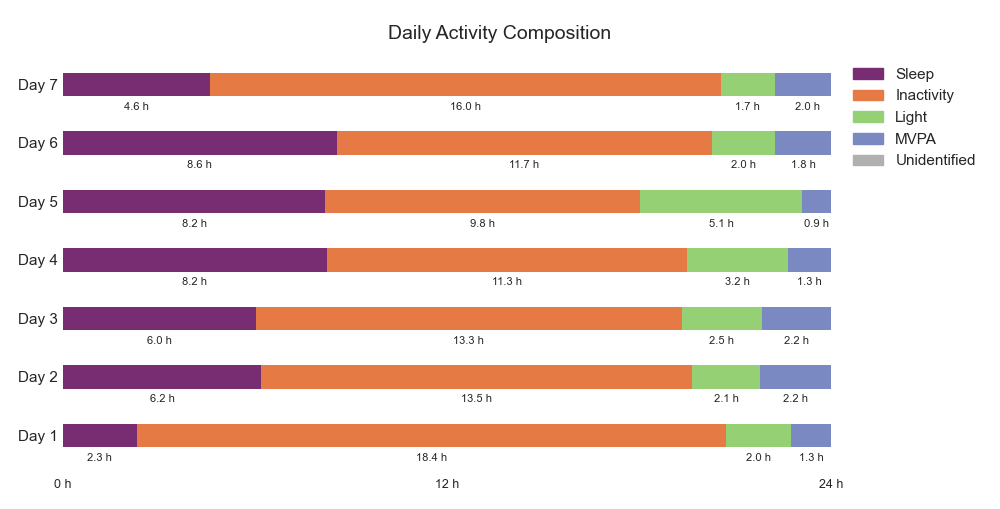 Daily Activity Composition
Day 7
4.6 h 16.0 h 1.7 h 2.0 h
Day 6
8.6 h 11.7 h 2.0 h 1.8 h
Day 5
8.2 h 9.8 h 5.1 h 0.9 h
Day 4
8.2 h 11.3 h 3.2 h 1.3 h
Day 3
6.0 h 13.3 h 2.5 h 2.2 h
Day 2
6.2 h 13.5 h 2.1 h 2.2 h
Day 1
2.3 h 18.4 h 2.0 h 1.3 h
0 h 12 h 24 h
Sleep
Inactivity
Light
MVPA
Unidentified